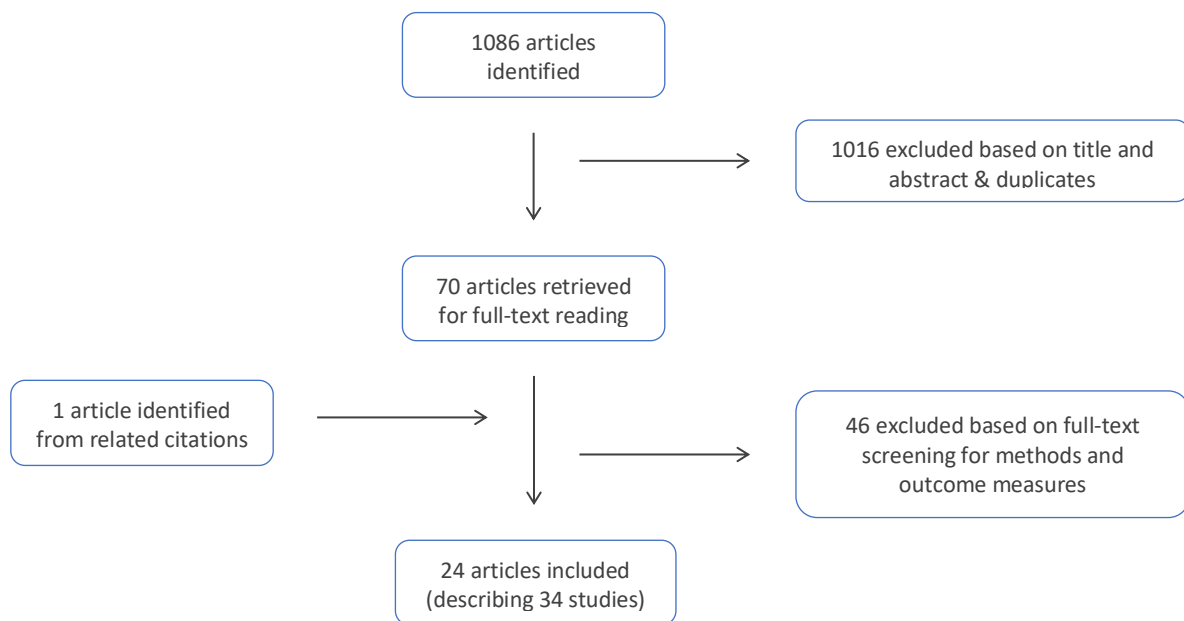 1086 articles
identified
1016 excluded based on title and
abstract & duplicates
70 articles retrieved
for full-text reading
1 article identified
from related citations
46 excluded based on full-text
screening for methods and
outcome measures
24 articles included
(describing 34 studies)